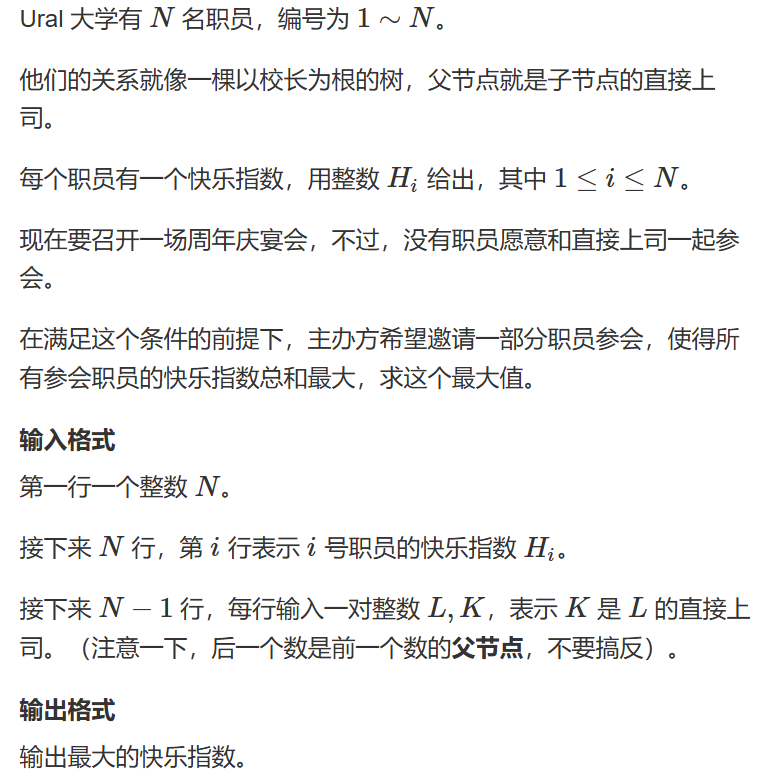 Ural 大学有 N 名职员，编号为 1 ∼ N。
他们的关系就像一棵以校长为根的树，父节点就是子节点的直接上
司。
每个职员有一个快乐指数，用整数 H_i 给出，其中 1 ≤ i ≤ N。
现在要召开一场周年庆宴会，不过，没有职员愿意和直接上司一起参
会。
在满足这个条件的前提下，主办方希望邀请一部分职员参会，使得所
有参会职员的快乐指数总和最大，求这个最大值。
输入格式
第一行一个整数 N。
接下来 N 行，第 i 行表示 i 号职员的快乐指数 H_i。
接下来 N − 1 行，每行输入一对整数 L, K，表示 K 是 L 的直接上
司。（注意一下，后一个数是前一个数的父节点，不要搞反）。
输出格式
输出最大的快乐指数。